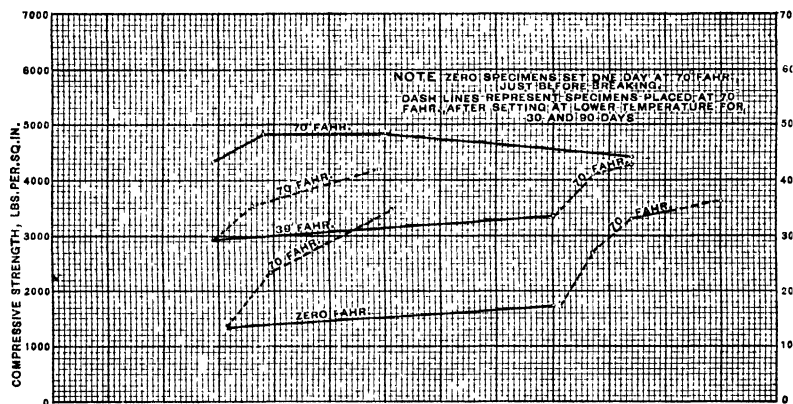 7000
6000
5000
4000
3000
2000
1000
0
COMPRESSIVE STRENGTH, LBS. PER. SQ. IN.
NOTE ZERO SPECIMENS SET ONE DAY AT 70 FAHR.
JUST BEFORE BREAKING.
DASH LINES REPRESENT SPECIMENS PLACED AT 70
FAHR. AFTER SETTING AT LOWER TEMPERATURE FOR
30 AND 90 DAYS
70 FAHR.
70 FAHR.
70 FAHR.
39 FAHR.
70 FAHR.
70
ZERO FAHR.
70
60
50
40
30
20
10
0